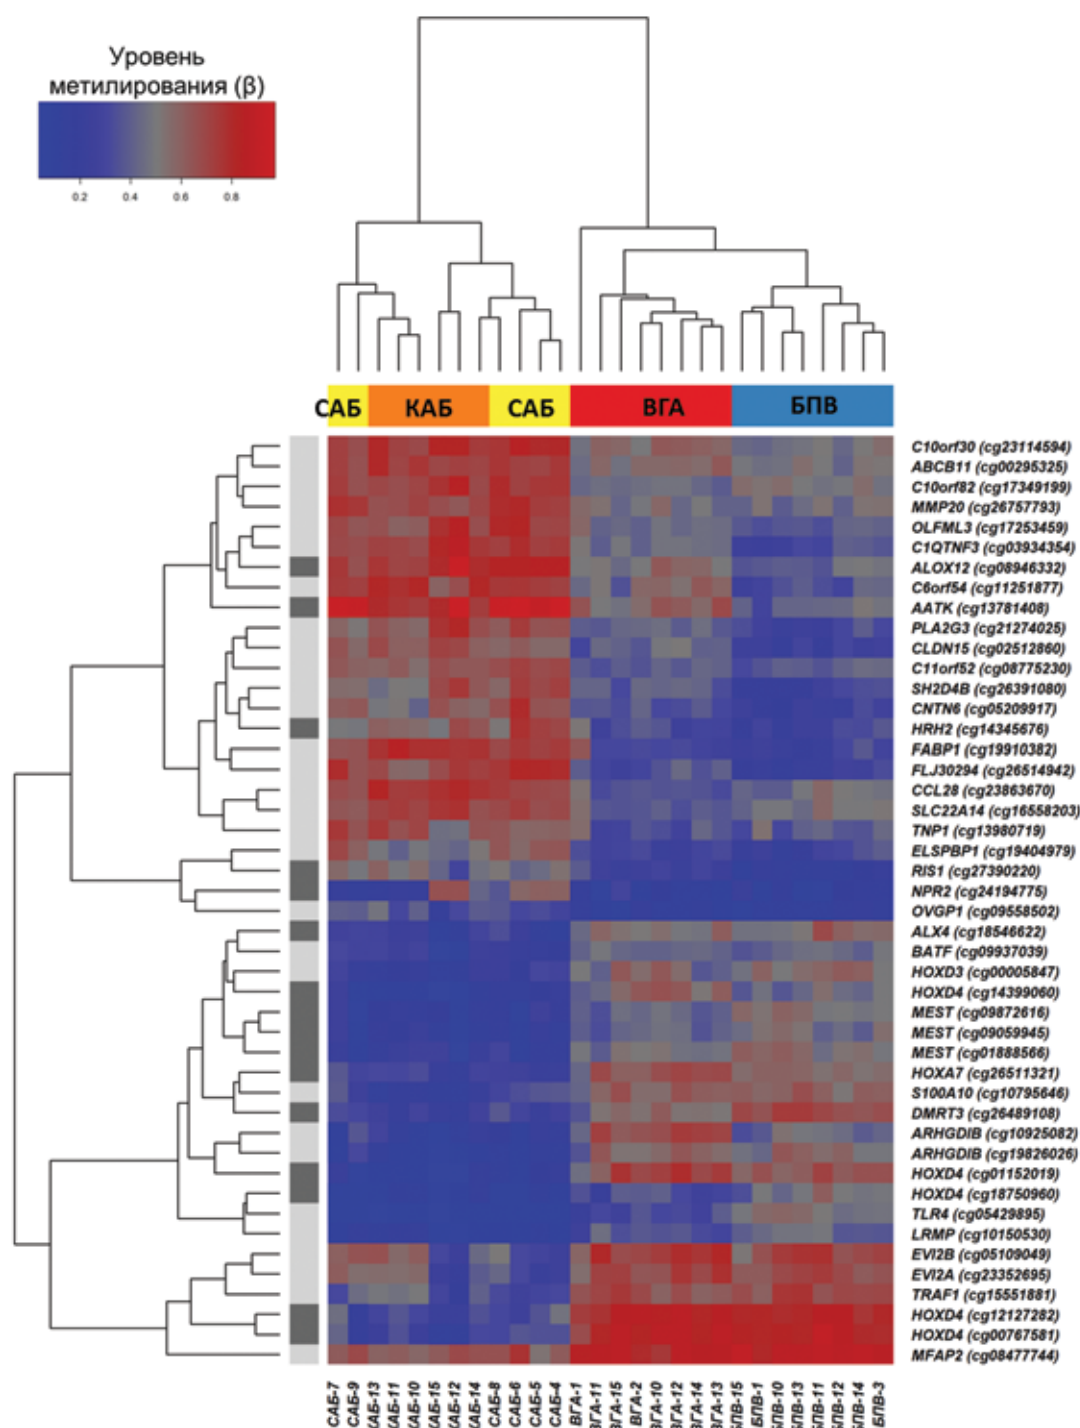 Уровень
метилирования (β)
0.2 0.4 0.6 0.8
САБ КАБ САБ ВГА БПВ
C10orf30 (cg23114594)
ABCB11 (cg00295325)
C10orf82 (cg17349199)
MMP20 (cg26757793)
OLFML3 (cg17253459)
C1QTNF3 (cg03934354)
ALOX12 (cg08946332)
C6orf54 (cg11251877)
AATK (cg13781408)
PLA2G3 (cg21274025)
CLDN15 (cg02512860)
C11orf52 (cg08775230)
SH2D4B (cg26391080)
CNTN6 (cg05209917)
HRH2 (cg14345676)
FABP1 (cg19910382)
FLJ30294 (cg26514942)
CCL28 (cg23863670)
SLC22A14 (cg16558203)
TNP1 (cg13980719)
ELSPBP1 (cg19404979)
RIS1 (cg27390220)
NPR2 (cg24194775)
OVGP1 (cg09558502)
ALX4 (cg18546622)
BATF (cg09937039)
HOXD3 (cg00005847)
HOXD4 (cg14399060)
MEST (cg09872616)
MEST (cg09059945)
MEST (cg01888566)
HOXA7 (cg26511321)
S100A10 (cg10795646)
DMRT3 (cg26489108)
ARHGDIB (cg10925082)
ARHGDIB (cg19826026)
HOXD4 (cg01152019)
HOXD4 (cg18750960)
TLR4 (cg05429895)
LRMP (cg10150530)
EVI2B (cg05109049)
EVI2A (cg23352695)
TRAF1 (cg15551881)
HOXD4 (cg12127282)
HOXD4 (cg00767581)
MFAP2 (cg08477744)
САБ-7
САБ-9
КАБ-13
КАБ-11
КАБ-10
КАБ-15
КАБ-12
КАБ-14
САБ-8
САБ-6
САБ-5
САБ-4
ВГА-1
ВГА-11
ВГА-15
ВГА-2
ВГА-10
ВГА-12
ВГА-14
ВГА-13
БПВ-15
БПВ-1
БПВ-10
БПВ-13
БПВ-11
БПВ-12
БПВ-14
БПВ-3